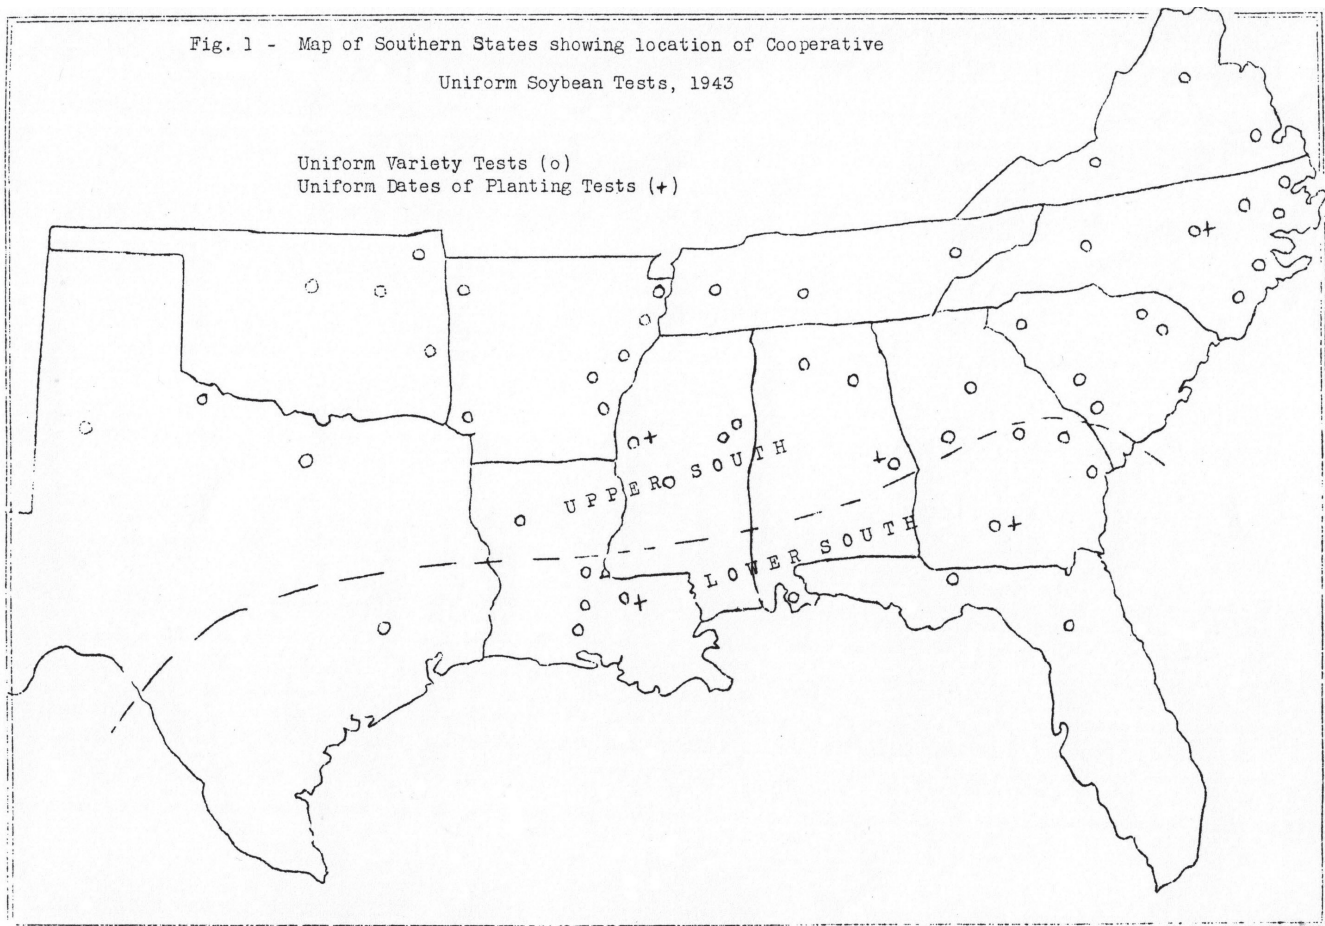 Fig. 1 - Map of Southern States showing location of Cooperative
Uniform Soybean Tests, 1943
Uniform Variety Tests (o)
Uniform Dates of Planting Tests (+)
UPPER SOUTH
LOWER SOUTH